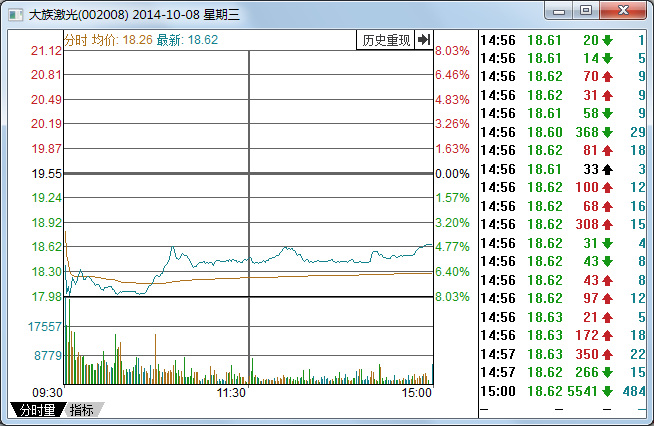 大族激光(002008) 2014-10-08 星期三
分时 均价: 18.26 最新: 18.62
历史重现
21.12 8.03%
20.81 6.46%
20.49 4.83%
20.19 3.26%
19.87 1.63%
19.55 0.00%
19.24 1.57%
18.92 3.20%
18.62 4.77%
18.30 6.40%
17.98 8.03%
17557
8779
09:30 11:30 15:00
分时量 指标
14:56 18.61 20 1
14:56 18.61 14 5
14:56 18.62 70 9
14:56 18.62 31 9
14:56 18.61 58 9
14:56 18.60 368 29
14:56 18.62 81 18
14:56 18.61 33 3
14:56 18.62 100 12
14:56 18.62 68 16
14:56 18.62 308 15
14:56 18.62 31 4
14:56 18.62 43 8
14:56 18.62 43 8
14:56 18.62 97 12
14:56 18.63 21 5
14:56 18.63 172 18
14:57 18.63 350 22
14:57 18.62 266 15
15:00 18.62 5541 484
– – – –